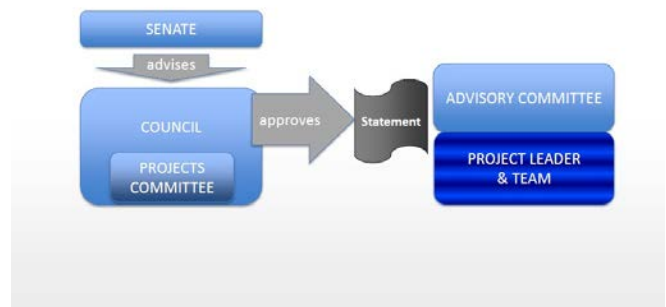 SENATE
advises
COUNCIL
PROJECTS
COMMITTEE
approves
Statement
ADVISORY COMMITTEE
PROJECT LEADER
& TEAM